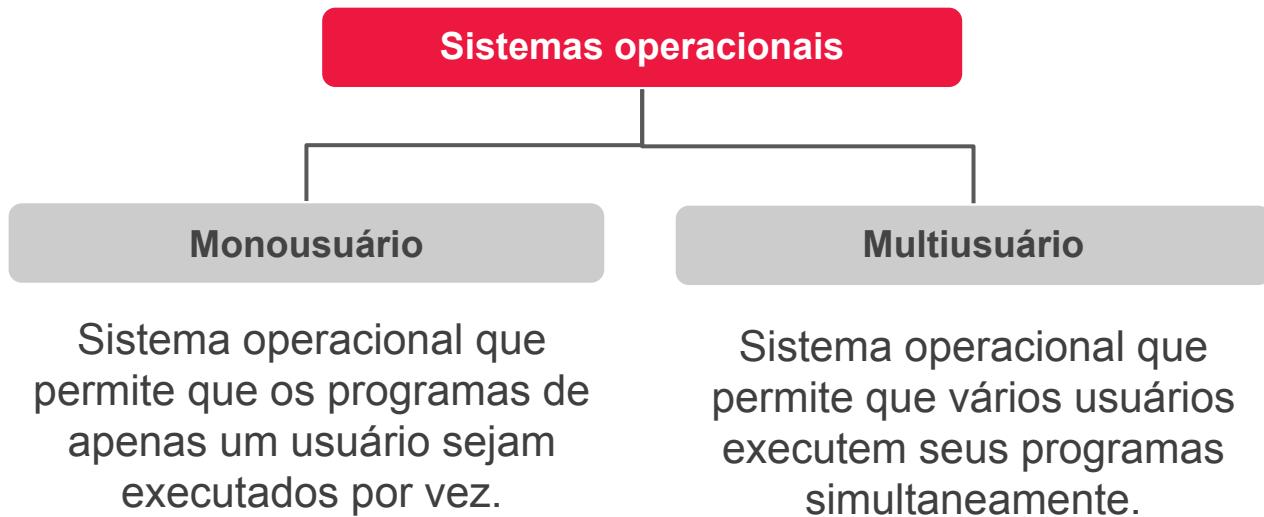 Sistemas operacionais
Monousuário
Sistema operacional que
permite que os programas de
apenas um usuário sejam
executados por vez.
Multiusuário
Sistema operacional que
permite que vários usuários
executem seus programas
simultaneamente.